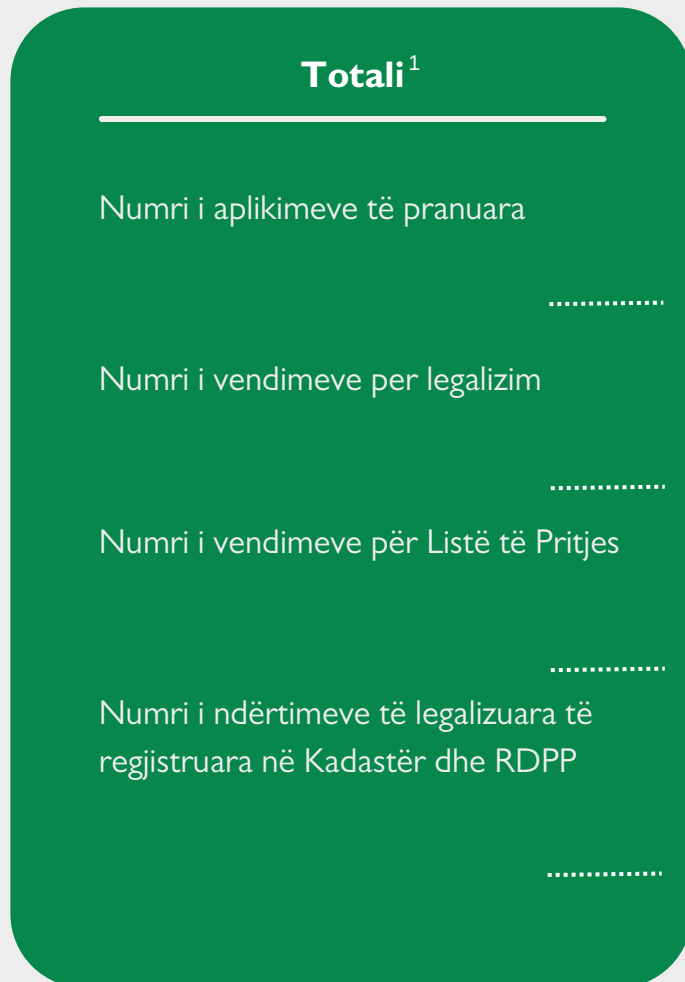 Totali¹
Numri i aplikimeve të pranuara
Numri i vendimeve per legalizim
Numri i vendimeve për Listë të Pritjes
Numri i ndërtimeve të legalizuara të
regjistruara në Kadastër dhe RDPP